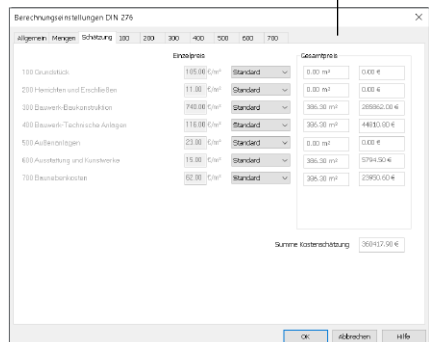 Berechnungseinstellungen DIN 276
Allgemein Mengen Schätzung 100 200 300 400 500 600 700
Einzelpreis Gesamtpreis
100 Grundstück 105.00 €/m² Standard 0.00 m² 0.00 €
200 Herrichten und Erschließen 11.00 €/m² Standard 0.00 m² 0.00 €
300 Bauwerk-Baukonstruktion 740.00 €/m² Standard 386.30 m² 285862.00 €
400 Bauwerk-Technische Anlagen 116.00 €/m² Standard 386.30 m² 44810.80 €
500 Außenanlagen 23.00 €/m² Standard 0.00 m² 0.00 €
600 Ausstattung und Kunstwerke 15.00 €/m² Standard 386.30 m² 5794.50 €
700 Baunebenkosten 62.00 €/m² Standard 386.30 m² 23950.60 €
Summe Kostenschätzung 360417.90 €
OK Abbrechen Hilfe